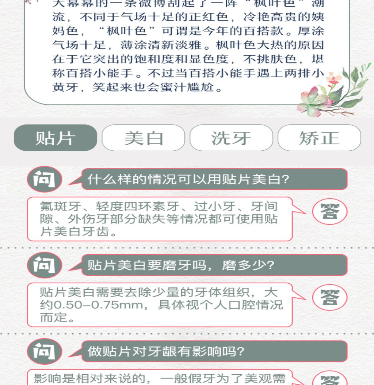 大幕幕的一条微博刮起了一阵“枫叶色”潮
流，不同于气场十足的正红色，冷艳高贵的姨
妈色，“枫叶色”可谓是今年的百搭款。厚涂
气场十足，薄涂清新淡雅。枫叶色大热的原因
在于它突出的饱和度和显色度，不挑肤色，堪
称百搭小能手。不过当百搭小能手遇上两排小
黄牙，笑起来也会蜜汁尴尬。
贴片
美白
洗牙
矫正
问
什么样的情况可以用贴片美白?
氟斑牙、轻度四环素牙、过小牙、牙间
隙、外伤牙部分缺失等情况都可使用贴
片美白牙齿。
答
问
贴片美白要磨牙吗，磨多少?
贴片美白需要去除少量的牙体组织，大
约0.50-0.75mm，具体视个人口腔情况
而定。
答
问
做贴片对牙龈有影响吗?
影响是相对来说的，一般假牙为了美观需
答